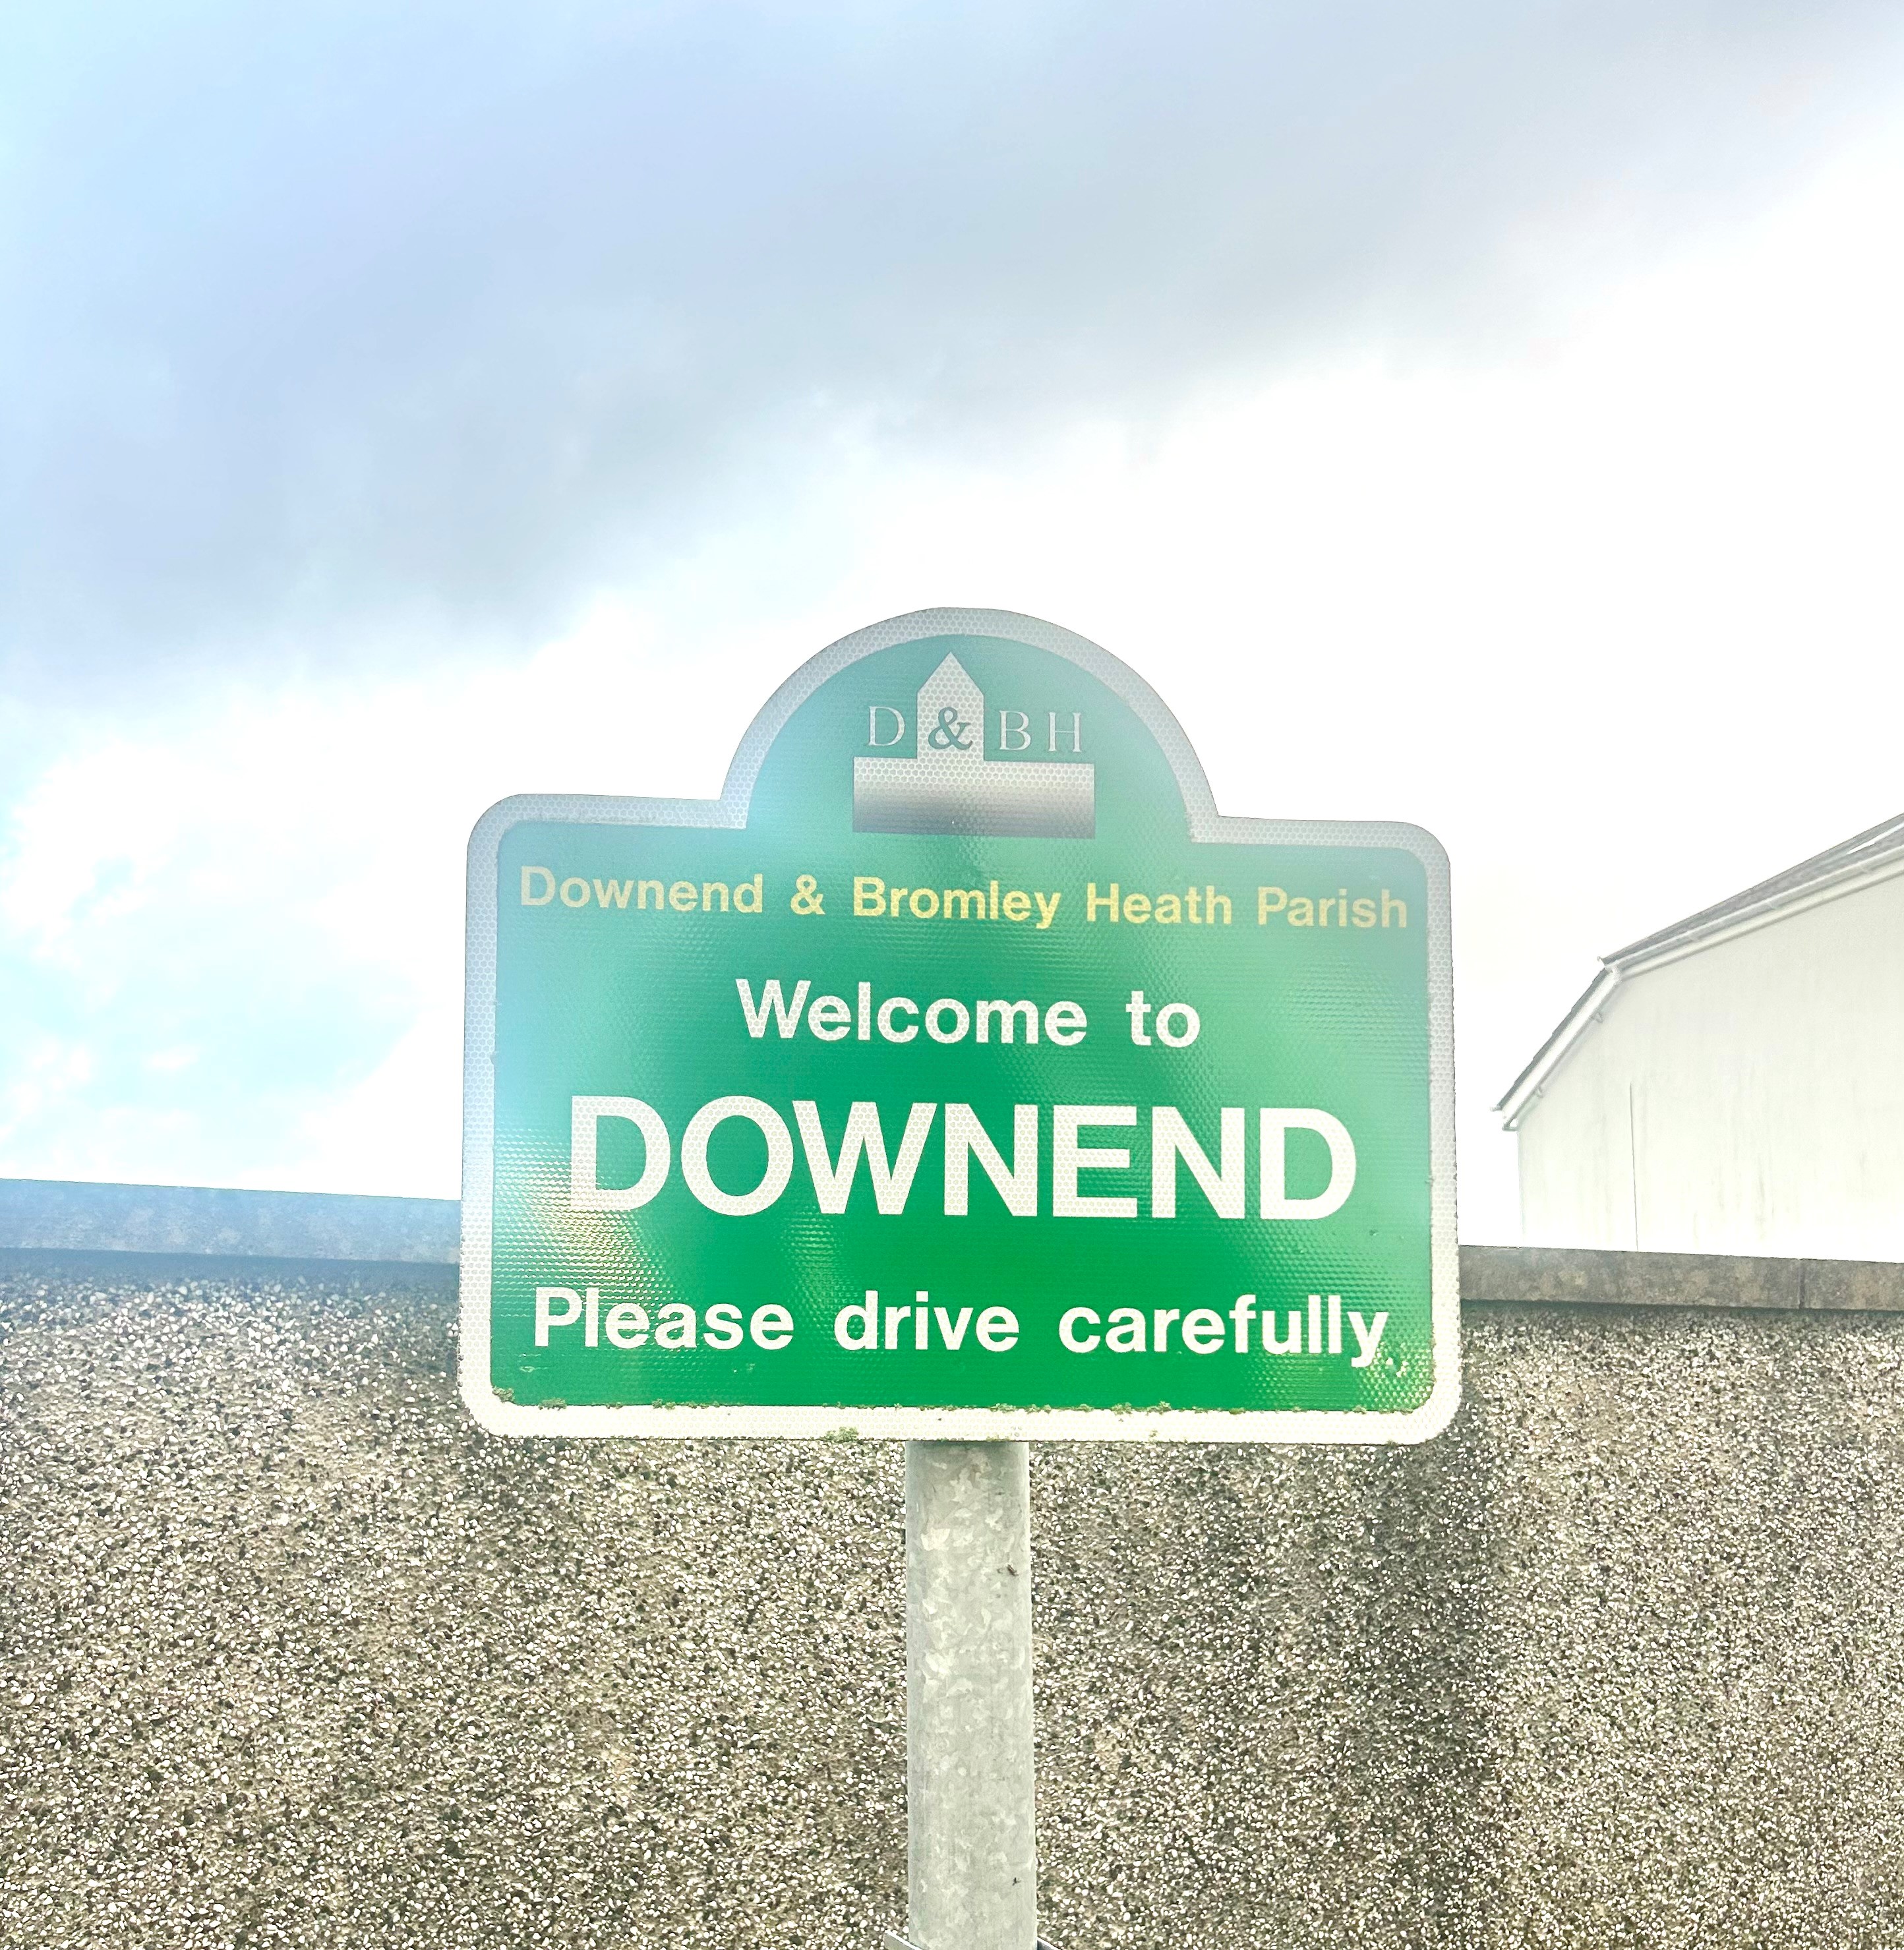 D & BH
Downend & Bromley Heath Parish
Welcome to
DOWNEND
Please drive carefully